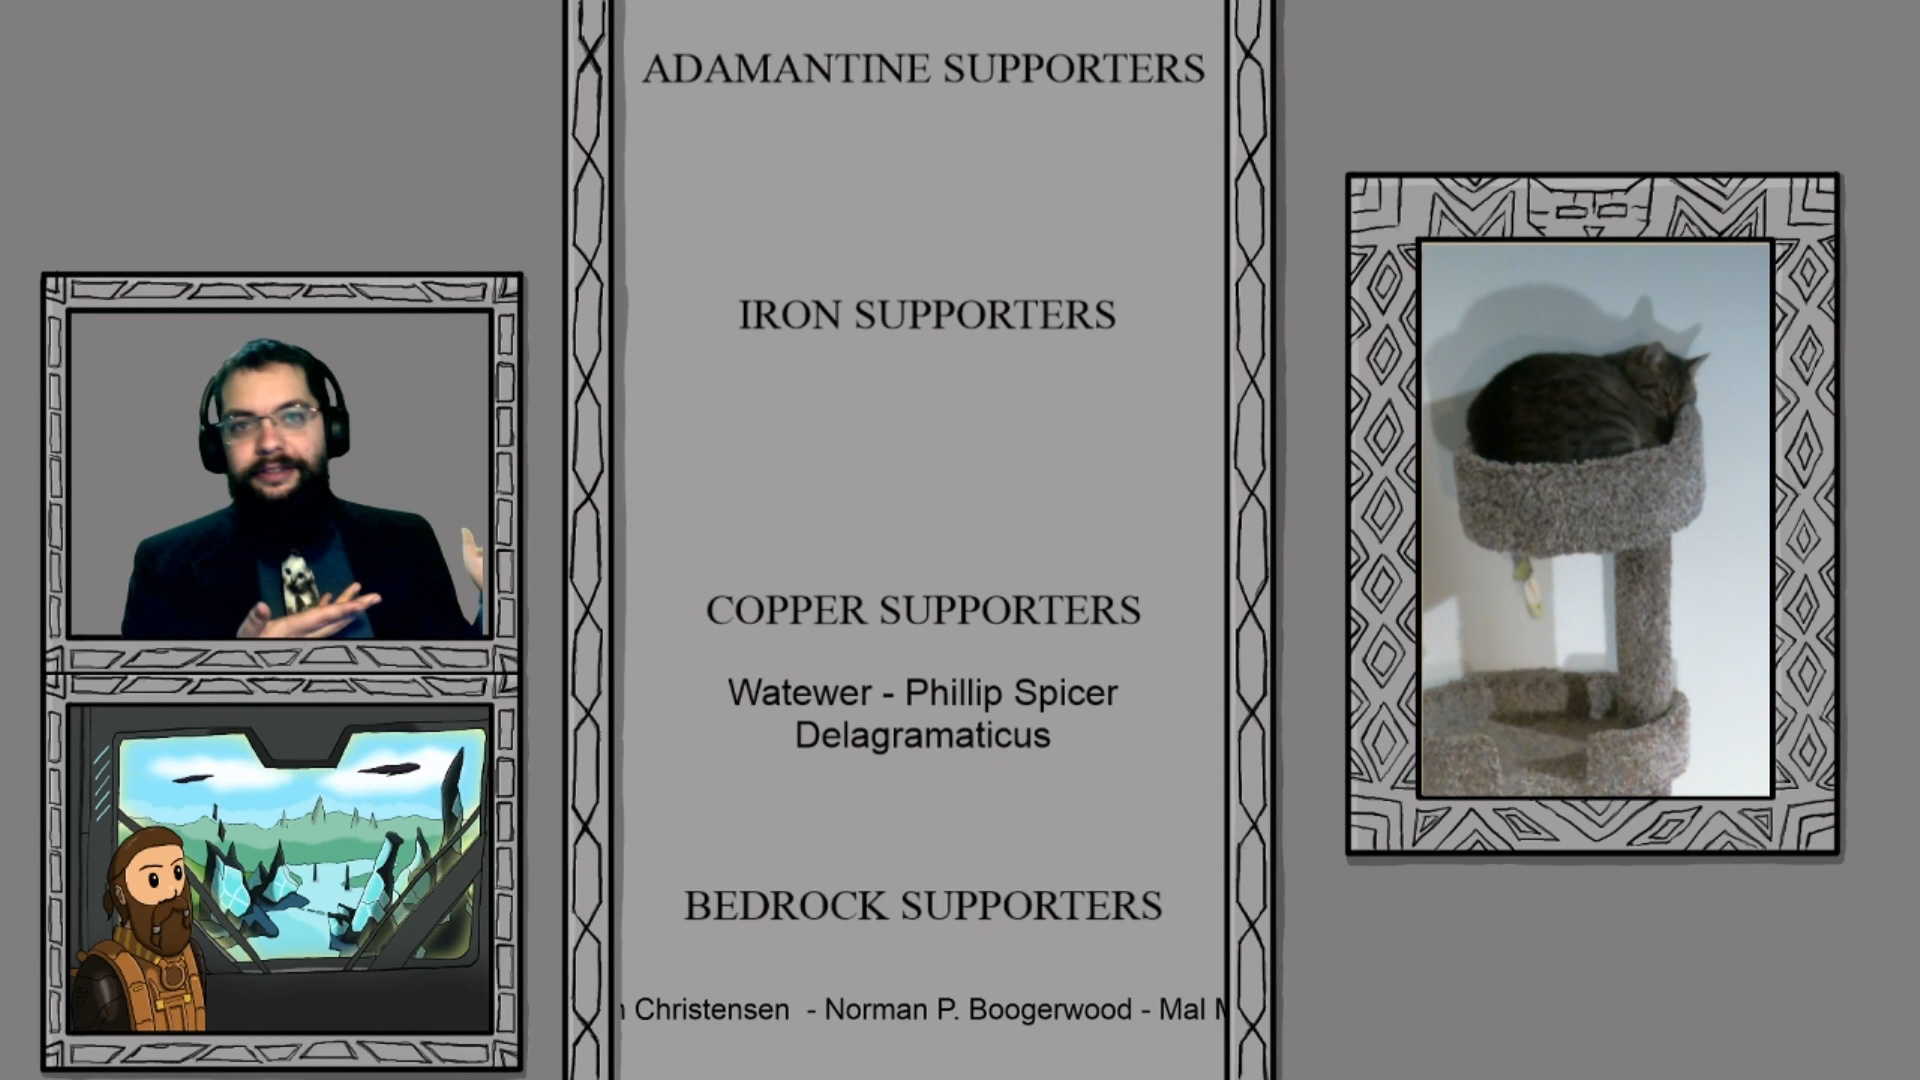 ADAMANTINE SUPPORTERS
IRON SUPPORTERS
COPPER SUPPORTERS
Watewer - Phillip Spicer
Delagramaticus
BEDROCK SUPPORTERS
Christensen - Norman P. Boogerwood - Mal